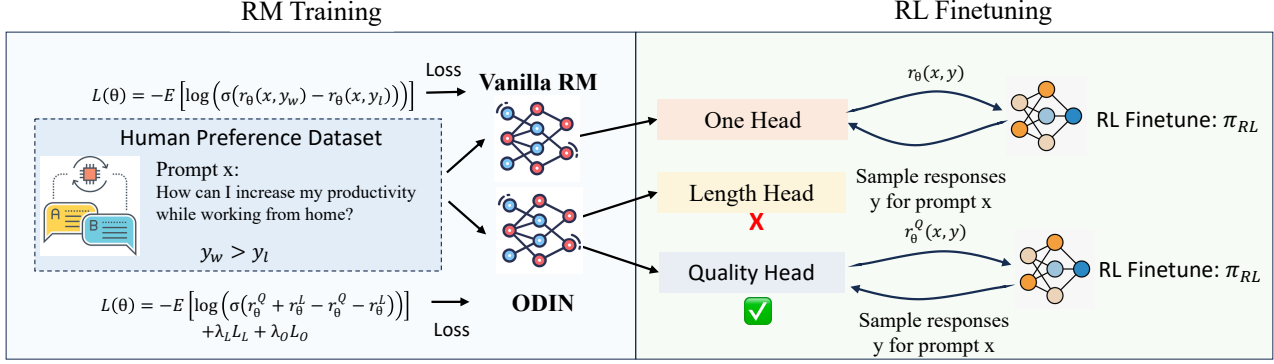 RM Training
RL Finetuning
L(θ) = −E [log(σ(r_θ(x, y_w) − r_θ(x, y_l)))]
Loss
Vanilla RM
Human Preference Dataset
Prompt x:
How can I increase my productivity
while working from home?
A
B
y_w > y_l
L(θ) = −E [log(σ(r_θ^Q + r_θ^L − r_θ^Q − r_θ^L))]
+λ_L L_L + λ_O L_O
Loss
ODIN
One Head
r_θ(x, y)
RL Finetune: π_RL
Length Head
X
Sample responses
y for prompt x
r_θ^Q(x, y)
Quality Head
RL Finetune: π_RL
Sample responses
y for prompt x